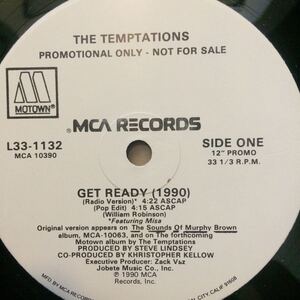 THE TEMPTATIONS
PROMOTIONAL ONLY - NOT FOR SALE
MOTOWN®
L33-1132
MCA 10390
MCA RECORDS
SIDE ONE
12" PROMO
33 1/3 R.P.M.
GET READY (1990)
(Radio Version)* 4:22 ASCAP
(Pop Edit) 4:15 ASCAP
(William Robinson)
*Featuring Misa
Original version appears on The Sounds Of Murphy Brown
album, MCA-10063, and on The forthcoming
Motown album by The Temptations
Produced by STEVE LINDSEY
CO-PRODUCED BY KHRISTOPHER KELLOW
Executive Producer: Zack Vaz
Jobete Music Co., Inc.
℗ 1990 MCA
Records, Inc.